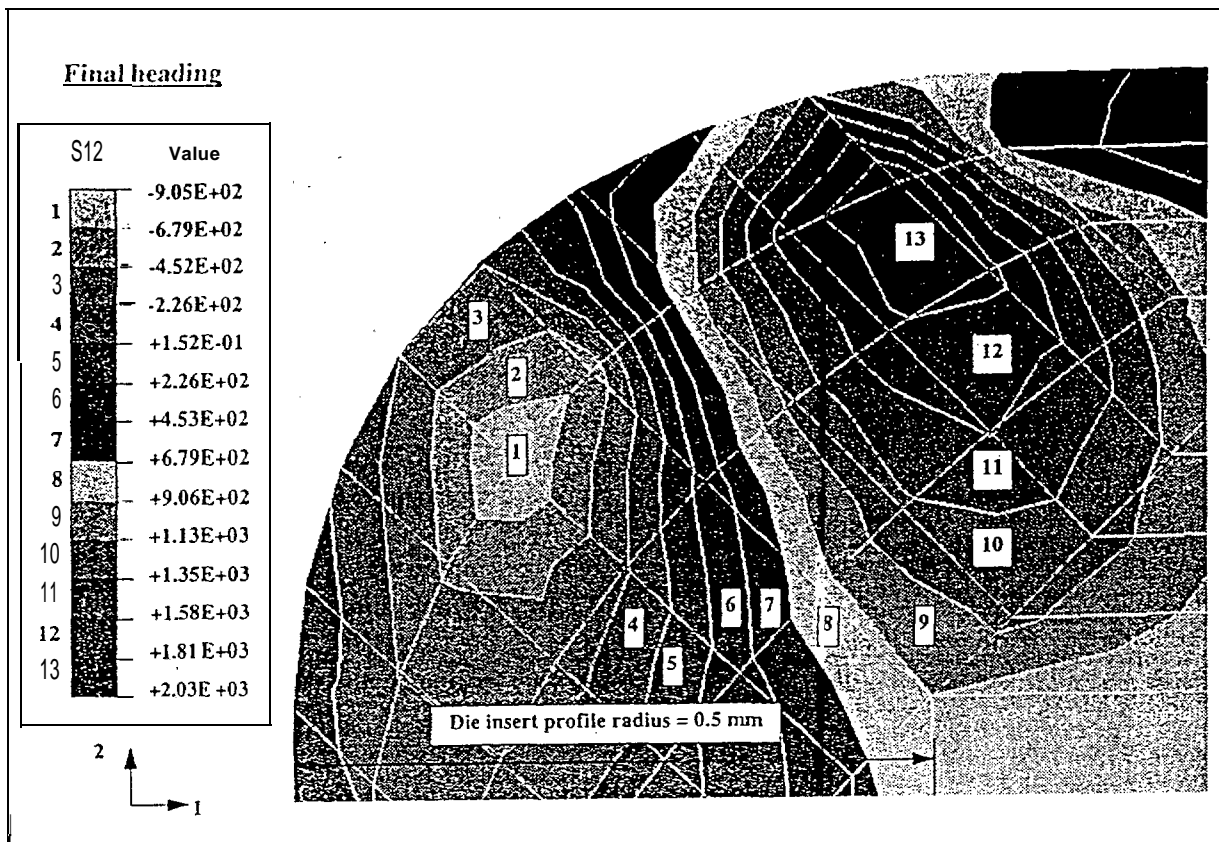 Final heading
S12 Value
-9.05E+02
1
-6.79E+02
2
-4.52E+02
3
-2.26E+02
4
+1.52E-01
5
+2.26E+02
6
+4.53E+02
7
+6.79E+02
8
+9.06E+02
9
+1.13E+03
10
+1.35E+03
11
+1.58E+03
12
+1.81 E+03
13
+2.03E +03
13
3
12
2
1
11
10
6 7
4 8 9
5
Die insert profile radius = 0.5 mm
2
1